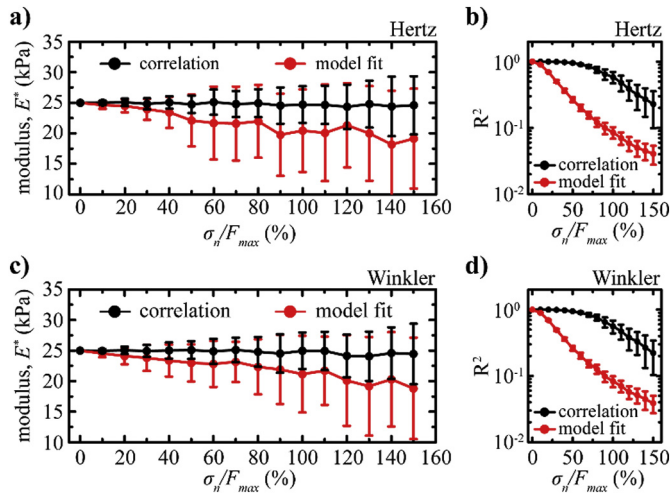 a) Hertz
35
30
25
20
15
10
modulus, E* (kPa)
correlation model fit
0 20 40 60 80 100 120 140 160
σn/Fmax (%)
b) Hertz
10^0
10^-1
10^-2
R^2
correlation
model fit
0 50 100 150
σn/Fmax (%)
c) Winkler
35
30
25
20
15
10
modulus, E* (kPa)
correlation model fit
0 20 40 60 80 100 120 140 160
σn/Fmax (%)
d) Winkler
10^0
10^-1
10^-2
R^2
correlation
model fit
0 50 100 150
σn/Fmax (%)